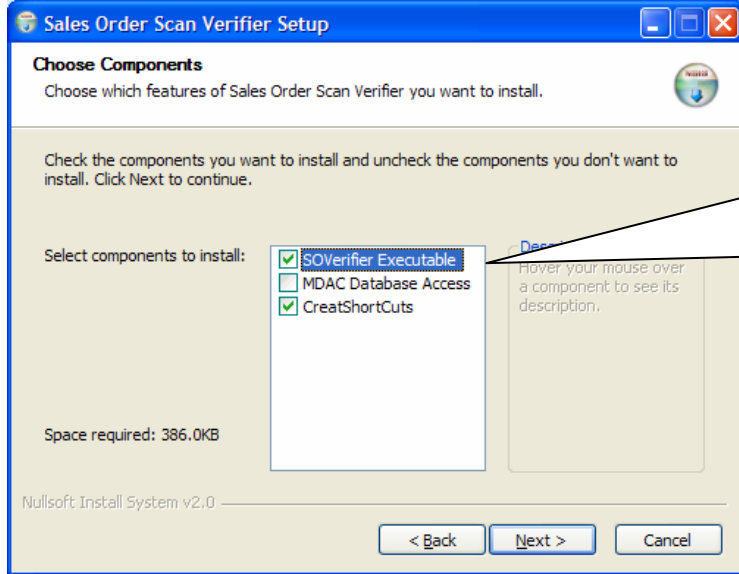 Sales Order Scan Verifier Setup
Choose Components
Choose which features of Sales Order Scan Verifier you want to install.
Check the components you want to install and uncheck the components you don't want to
install. Click Next to continue.
Select components to install:
SOVerifier Executable
MDAC Database Access
CreatShortCuts
Hover your mouse over
a component to see its
description.
Space required: 386.0KB
Nullsoft Install System v2.0
< Back
Next >
Cancel